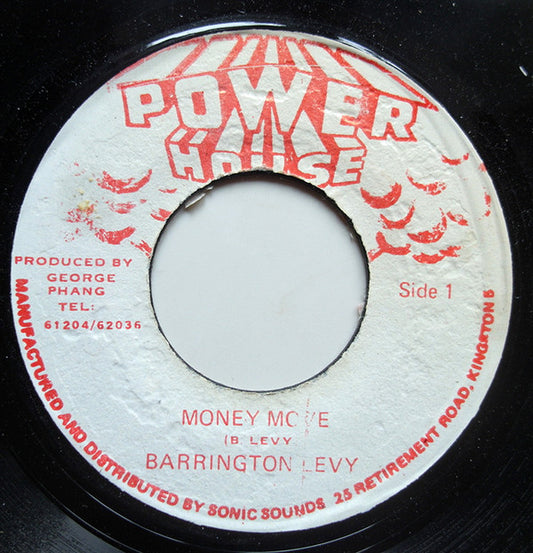 POWER
HOUSE
PRODUCED BY
GEORGE
PHANG
TEL:
61204/62036
Side 1
MONEY MOVE
(B. LEVY
BARRINGTON LEVY
MANUFACTURED AND DISTRIBUTED BY SONIC SOUNDS 25 RETIREMENT ROAD, KINGSTON 5